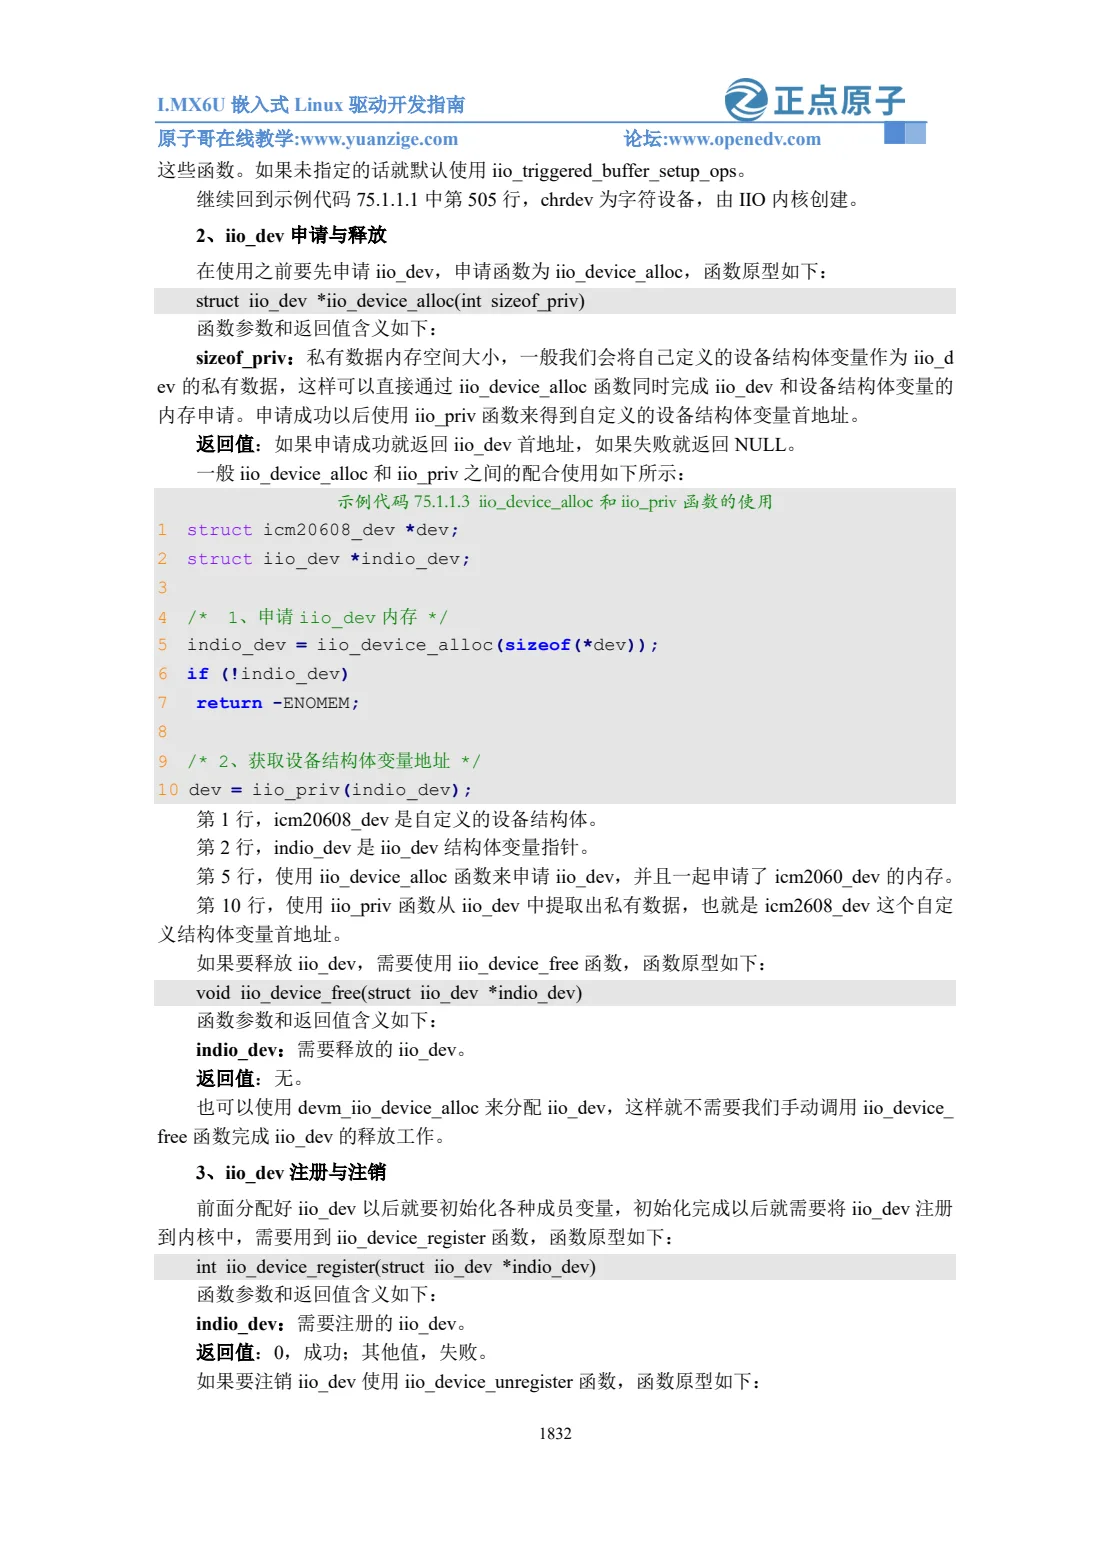 I.MX6U 嵌入式 Linux 驱动开发指南
正点原子
原子哥在线教学:www.yuanzige.com 论坛:www.openedv.com
这些函数。如果未指定的话就默认使用 iio_triggered_buffer_setup_ops。
继续回到示例代码 75.1.1.1 中第 505 行，chrdev 为字符设备，由 IIO 内核创建。
2、iio_dev 申请与释放
在使用之前要先申请 iio_dev，申请函数为 iio_device_alloc，函数原型如下：
struct iio_dev *iio_device_alloc(int sizeof_priv)
函数参数和返回值含义如下：
sizeof_priv：私有数据内存空间大小，一般我们会将自己定义的设备结构体变量作为 iio_d
ev 的私有数据，这样可以直接通过 iio_device_alloc 函数同时完成 iio_dev 和设备结构体变量的
内存申请。申请成功以后使用 iio_priv 函数来得到自定义的设备结构体变量首地址。
返回值：如果申请成功就返回 iio_dev 首地址，如果失败就返回 NULL。
一般 iio_device_alloc 和 iio_priv 之间的配合使用如下所示：
示例代码 75.1.1.3 iio_device_alloc 和 iio_priv 函数的使用
1 struct icm20608_dev *dev;
2 struct iio_dev *indio_dev;
3
4 /* 1、申请 iio_dev 内存 */
5 indio_dev = iio_device_alloc(sizeof(*dev));
6 if (!indio_dev)
7 return -ENOMEM;
8
9 /* 2、获取设备结构体变量地址 */
10 dev = iio_priv(indio_dev);
第 1 行，icm20608_dev 是自定义的设备结构体。
第 2 行，indio_dev 是 iio_dev 结构体变量指针。
第 5 行，使用 iio_device_alloc 函数来申请 iio_dev，并且一起申请了 icm2060_dev 的内存。
第 10 行，使用 iio_priv 函数从 iio_dev 中提取出私有数据，也就是 icm2608_dev 这个自定
义结构体变量首地址。
如果要释放 iio_dev，需要使用 iio_device_free 函数，函数原型如下：
void iio_device_free(struct iio_dev *indio_dev)
函数参数和返回值含义如下：
indio_dev：需要释放的 iio_dev。
返回值：无。
也可以使用 devm_iio_device_alloc 来分配 iio_dev，这样就不需要我们手动调用 iio_device_
free 函数完成 iio_dev 的释放工作。
3、iio_dev 注册与注销
前面分配好 iio_dev 以后就要初始化各种成员变量，初始化完成以后就需要将 iio_dev 注册
到内核中，需要用到 iio_device_register 函数，函数原型如下：
int iio_device_register(struct iio_dev *indio_dev)
函数参数和返回值含义如下：
indio_dev：需要注册的 iio_dev。
返回值：0，成功；其他值，失败。
如果要注销 iio_dev 使用 iio_device_unregister 函数，函数原型如下：
1832